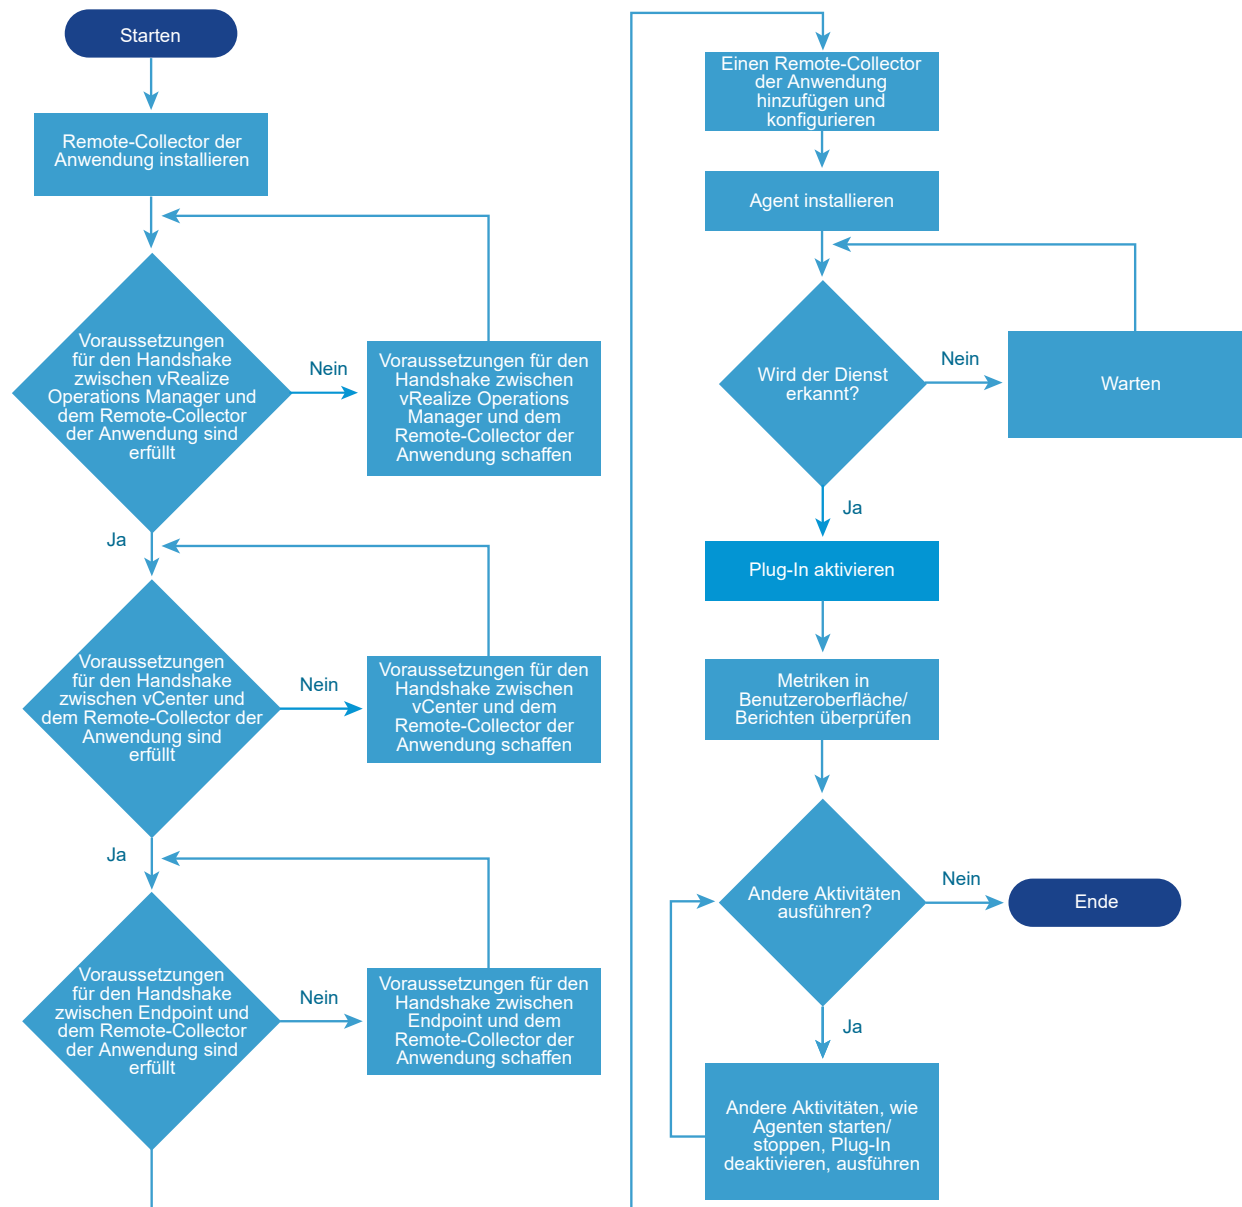 Starten
Remote-Collector der
Anwendung installieren
Voraussetzungen
für den Handshake
zwischen vRealize
Operations Manager und
dem Remote-Collector
der Anwendung sind
erfüllt
Nein
Voraussetzungen für den
Handshake zwischen
vRealize Operations
Manager und dem
Remote-Collector der
Anwendung schaffen
Ja
Voraussetzungen
für den Handshake
zwischen vCenter und
dem Remote-Collector der
Anwendung sind
erfüllt
Nein
Voraussetzungen für den
Handshake zwischen
vCenter und dem
Remote-Collector der
Anwendung schaffen
Ja
Voraussetzungen
für den Handshake
zwischen Endpoint und
dem Remote-Collector
der Anwendung sind
erfüllt
Nein
Voraussetzungen für den
Handshake zwischen
Endpoint und dem
Remote-Collector der
Anwendung schaffen
Einen Remote-Collector
der Anwendung
hinzufügen und
konfigurieren
Agent installieren
Wird der Dienst
erkannt?
Nein
Warten
Ja
Plug-In aktivieren
Metriken in
Benutzeroberfläche/
Berichten überprüfen
Andere Aktivitäten
ausführen?
Nein
Ende
Ja
Andere Aktivitäten, wie
Agenten starten/
stoppen, Plug-In
deaktivieren, ausführen